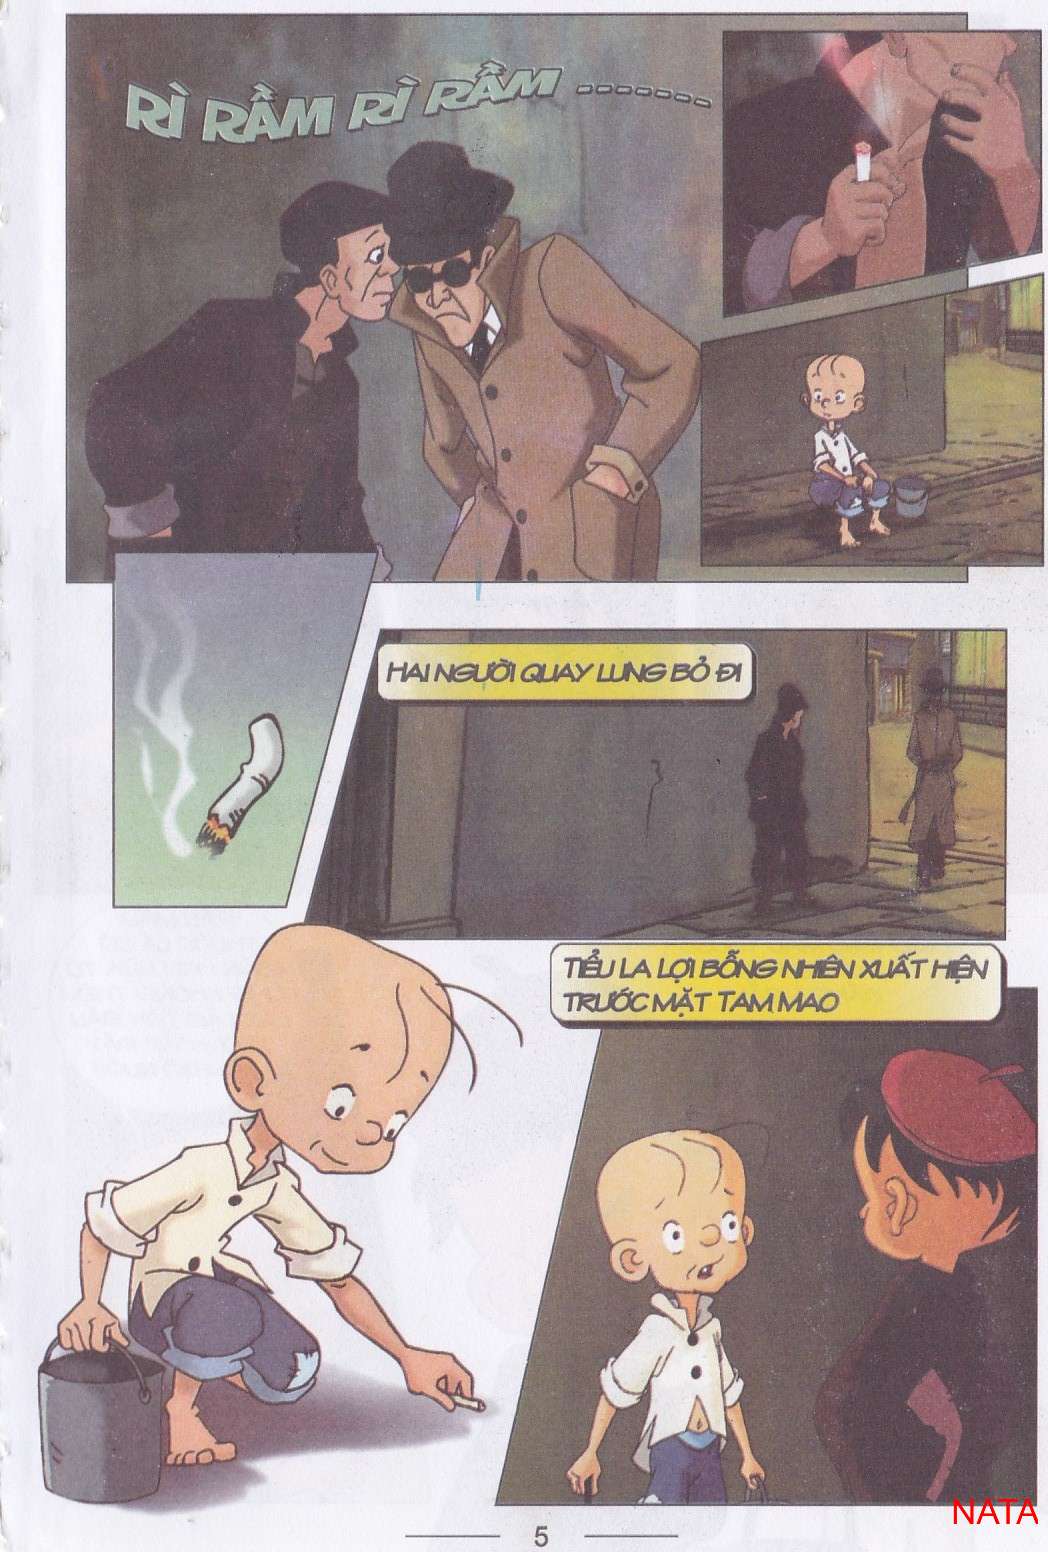 RÌ RẦM RÌ RẦM .......
HAI NGƯỜI QUAY LƯNG BỎ ĐI
TIỂU LA LỢI BỖNG NHIÊN XUẤT HIỆN
TRƯỚC MẶT TAM MAO
NATA
5